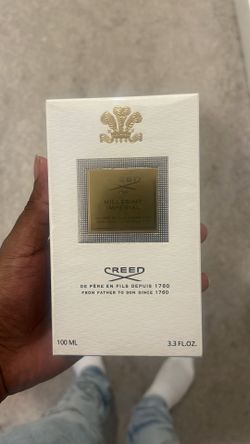 CREED
MILLESIME
IMPERIAL
CREED
DE PÈRE EN FILS DEPUIS 1760
FROM FATHER TO SON SINCE 1760
100 ML
3.3 FL.OZ.